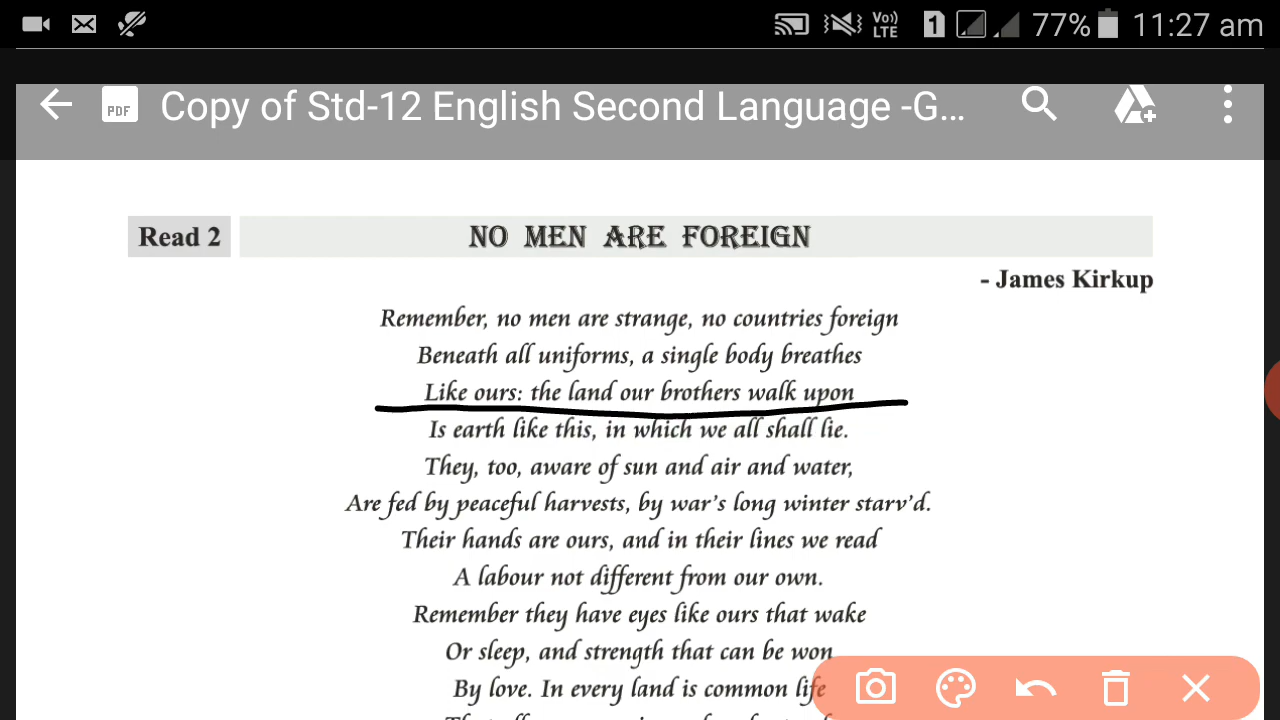 Vo)) LTE 1 77% 11:27 am
PDF Copy of Std-12 English Second Language -G...
Read 2 NO MEN ARE FOREIGN
- James Kirkup
Remember, no men are strange, no countries foreign
Beneath all uniforms, a single body breathes
Like ours: the land our brothers walk upon
Is earth like this, in which we all shall lie.
They, too, aware of sun and air and water,
Are fed by peaceful harvests, by war's long winter starv'd.
Their hands are ours, and in their lines we read
A labour not different from our own.
Remember they have eyes like ours that wake
Or sleep, and strength that can be won
By love. In every land is common life